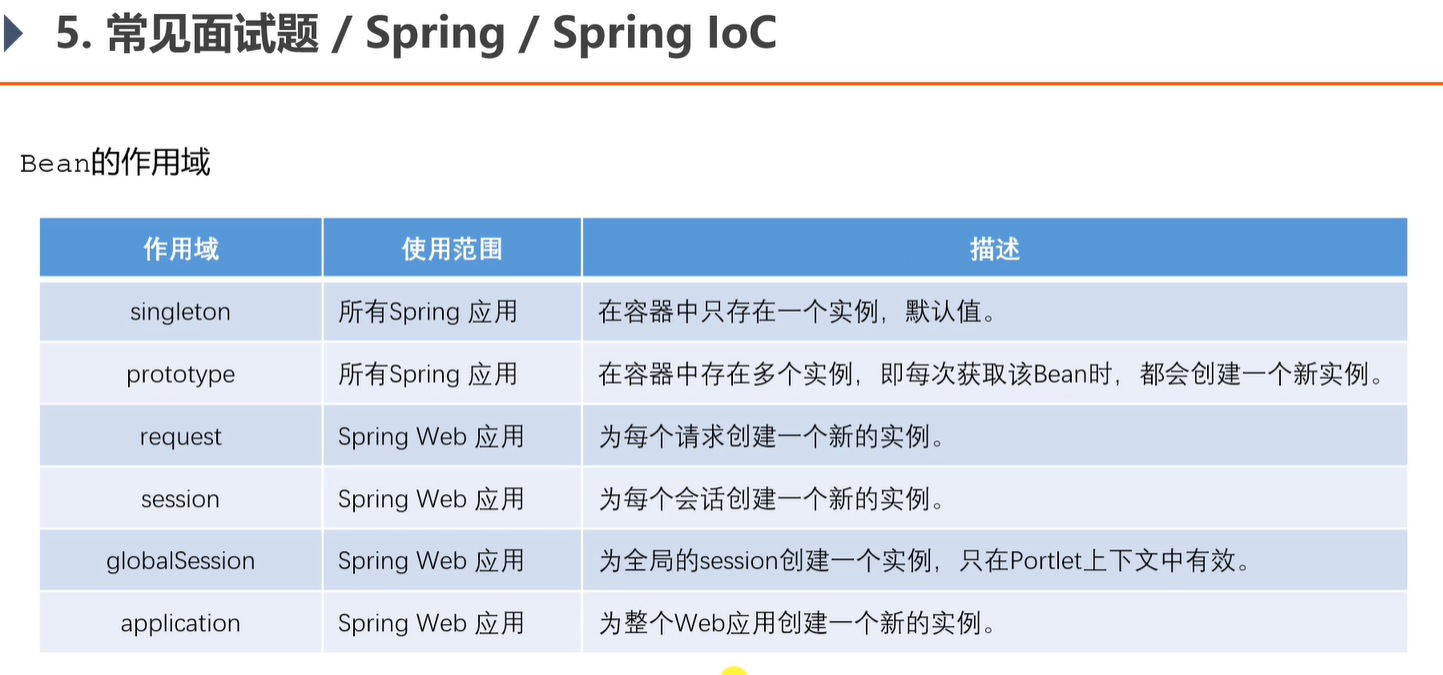 5. 常见面试题 / Spring / Spring IoC
Bean的作用域
作用域 使用范围 描述
singleton 所有Spring 应用 在容器中只存在一个实例，默认值。
prototype 所有Spring 应用 在容器中存在多个实例，即每次获取该Bean时，都会创建一个新实例。
request Spring Web 应用 为每个请求创建一个新的实例。
session Spring Web 应用 为每个会话创建一个新的实例。
globalSession Spring Web 应用 为全局的session创建一个实例，只在Portlet上下文中有效。
application Spring Web 应用 为整个Web应用创建一个新的实例。